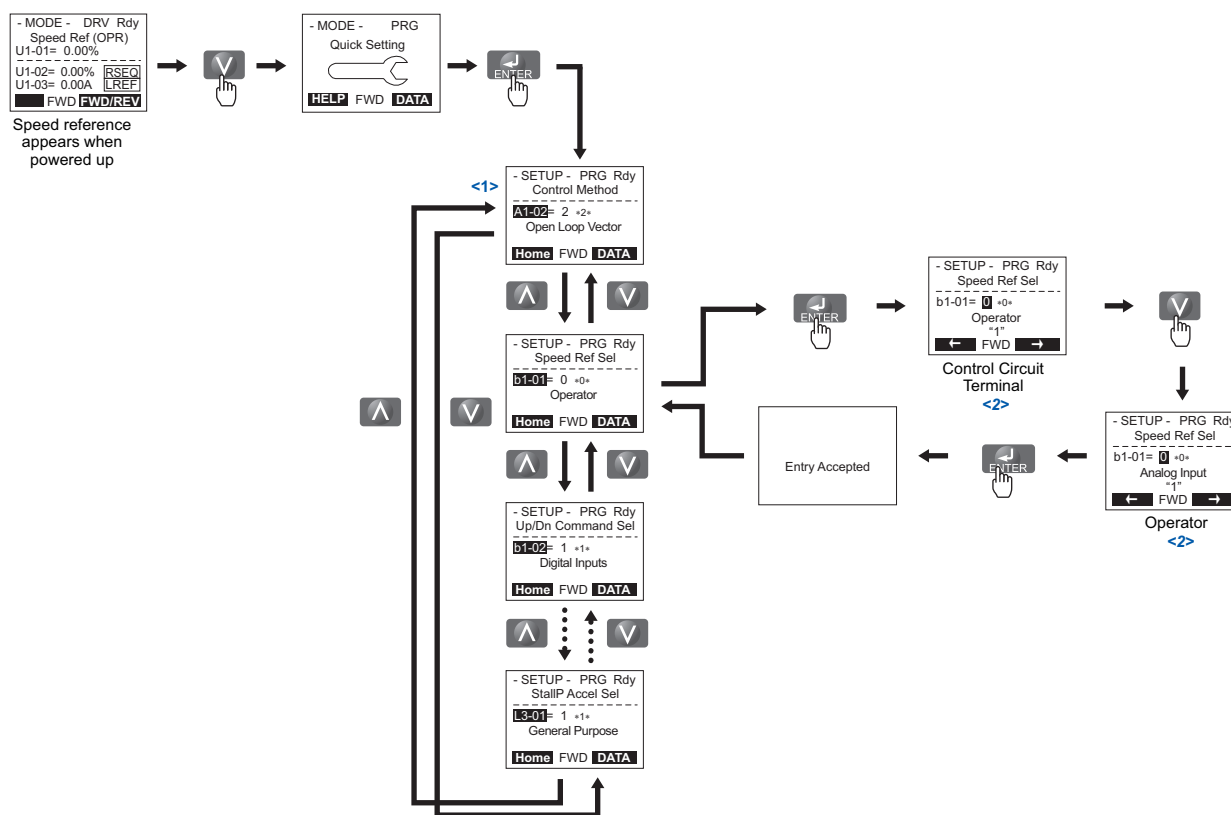 - MODE - DRV Rdy
Speed Ref (OPR)
U1-01= 0.00%
U1-02= 0.00% RSEQ
U1-03= 0.00A LREF
FWD FWD/REV
Speed reference
appears when
powered up
- MODE - PRG
Quick Setting
HELP FWD DATA
ENTER
<1>
- SETUP - PRG Rdy
Control Method
A1-02= 2 *2*
Open Loop Vector
Home FWD DATA
- SETUP - PRG Rdy
Speed Ref Sel
b1-01= 0 *0*
Operator
Home FWD DATA
- SETUP - PRG Rdy
Up/Dn Command Sel
b1-02= 1 *1*
Digital Inputs
Home FWD DATA
- SETUP - PRG Rdy
StallP Accel Sel
L3-01= 1 *1*
General Purpose
Home FWD DATA
ENTER
- SETUP - PRG Rdy
Speed Ref Sel
b1-01= 0 *0*
Operator
“1”
← FWD →
Control Circuit
Terminal
<2>
- SETUP - PRG Rdy
Speed Ref Sel
b1-01= 0 *0*
Analog Input
“1”
← FWD →
Operator
<2>
ENTER
Entry Accepted